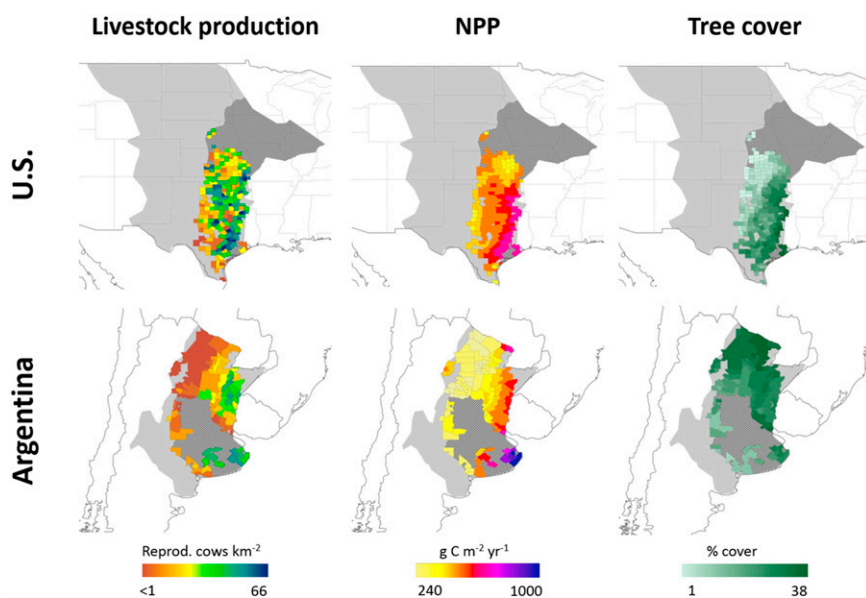 Livestock production NPP Tree cover
U.S.
Argentina
Reprod. cows km⁻² g C m⁻² yr⁻¹ % cover
<1 66 240 1000 1 38